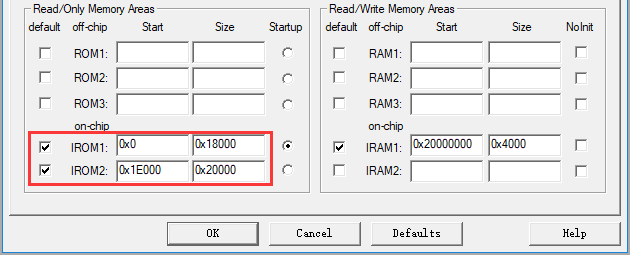 Read/Only Memory Areas
default off-chip Start Size Startup
ROM1:
ROM2:
ROM3:
on-chip
IROM1: 0x0 0x18000
IROM2: 0x1E000 0x20000
Read/Write Memory Areas
default off-chip Start Size NoInit
RAM1:
RAM2:
RAM3:
on-chip
IRAM1: 0x20000000 0x4000
IRAM2:
OK Cancel Defaults Help